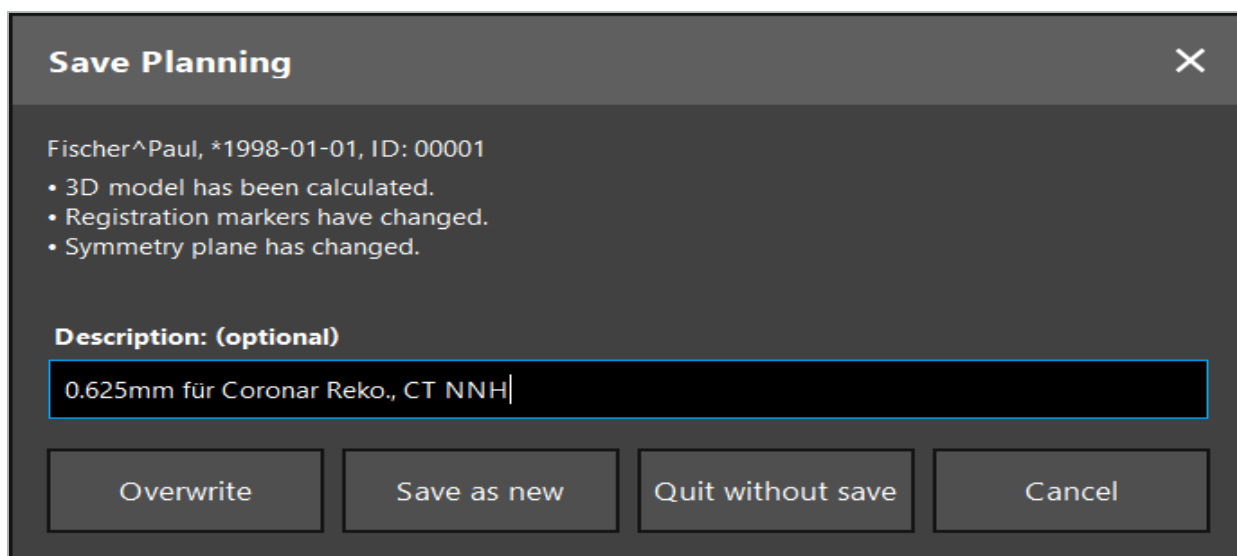 Save Planning
Fischer^Paul, *1998-01-01, ID: 00001
• 3D model has been calculated.
• Registration markers have changed.
• Symmetry plane has changed.
Description: (optional)
0.625mm für Coronar Reko., CT NNH
Overwrite Save as new Quit without save Cancel